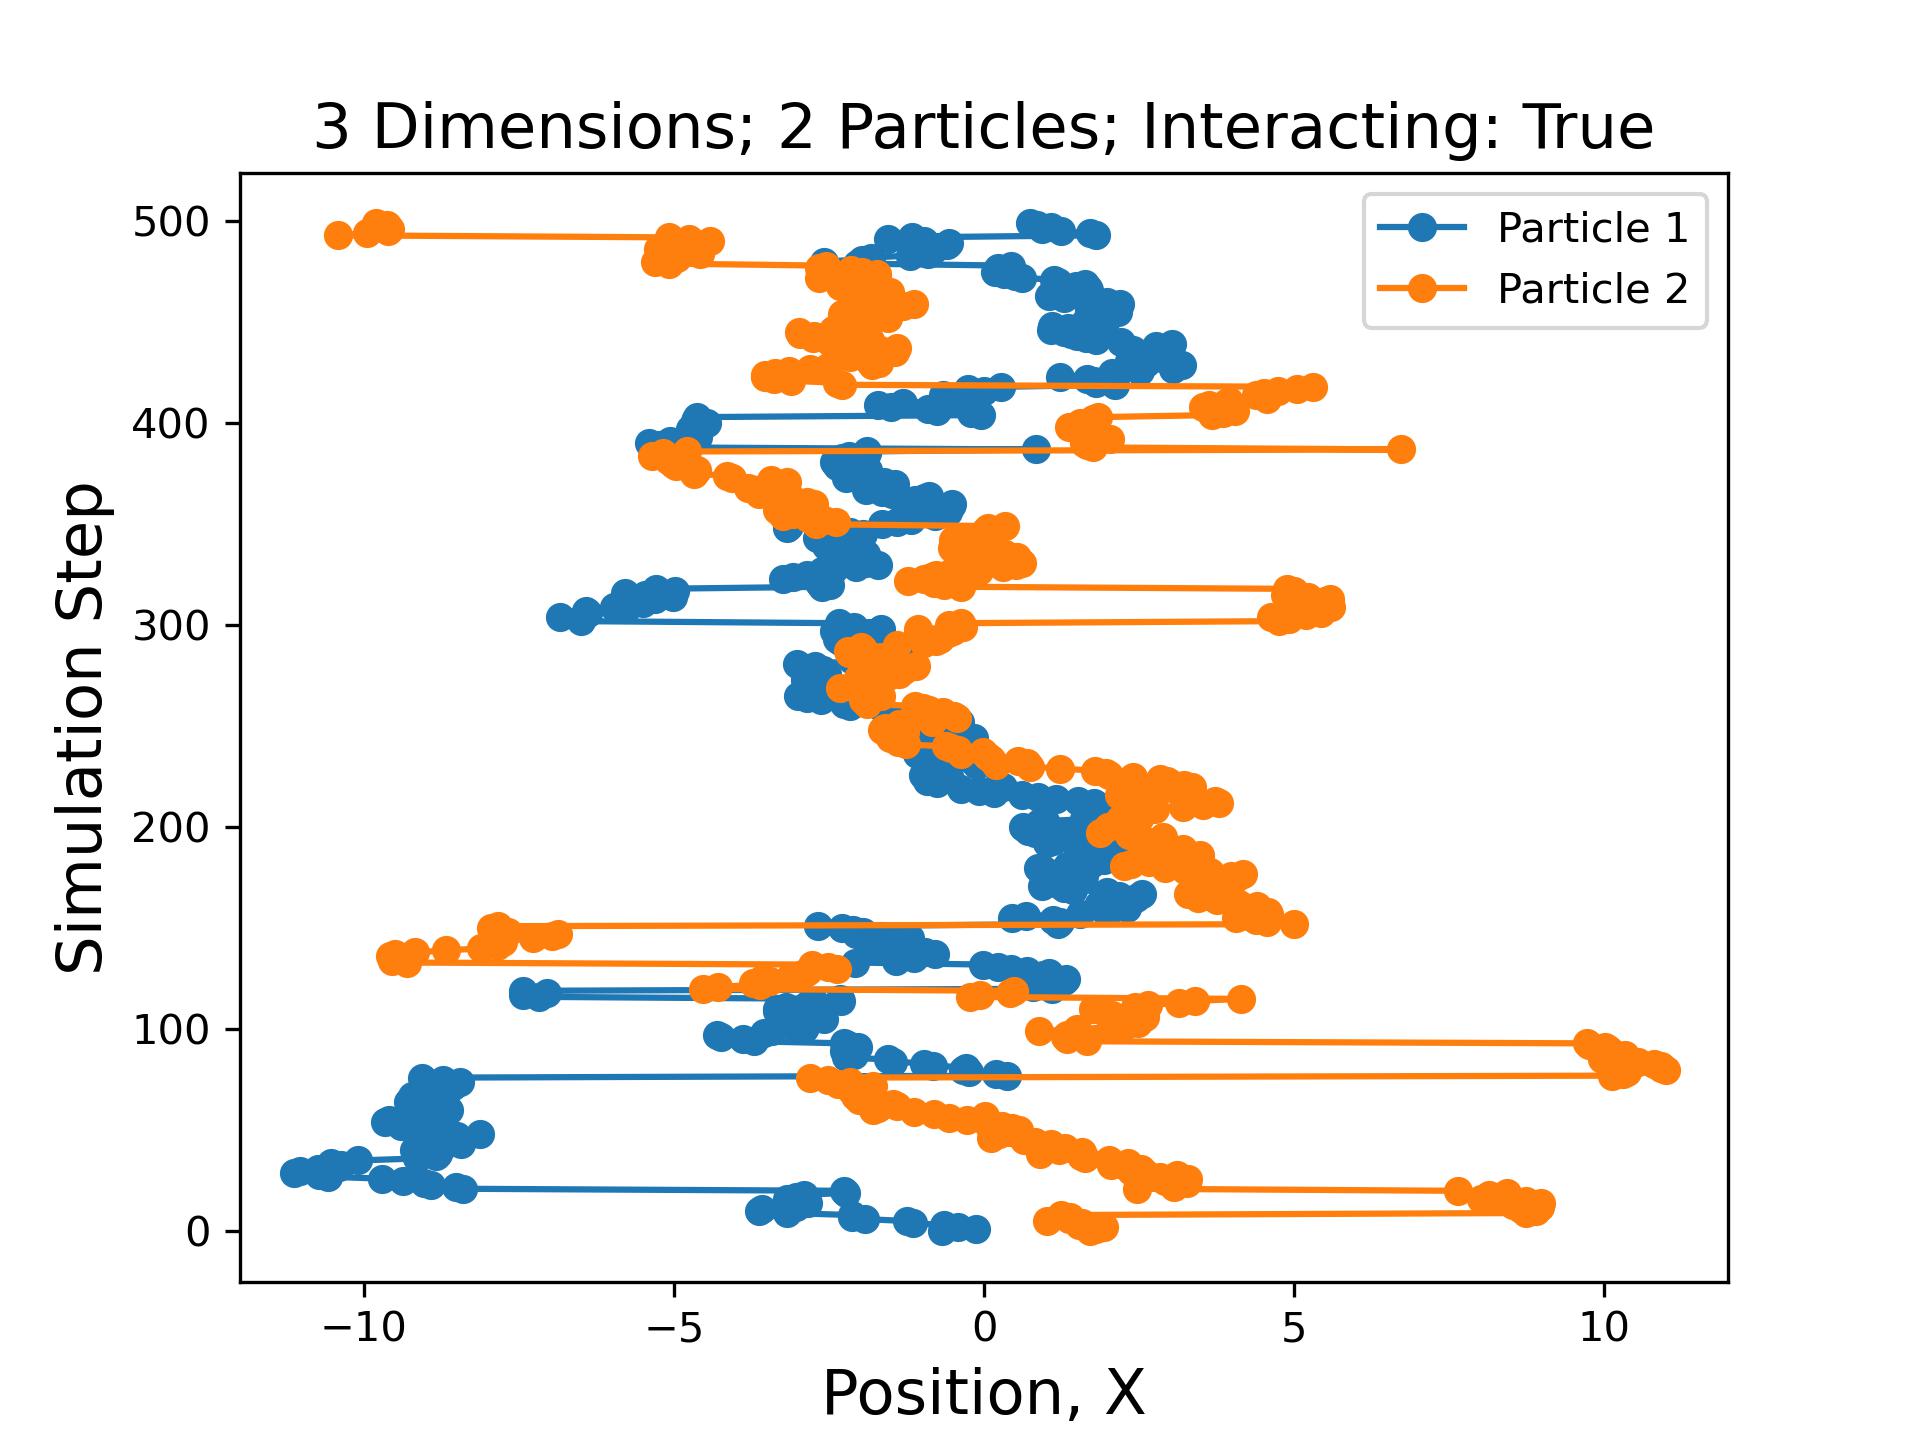 3 Dimensions; 2 Particles; Interacting: True
Particle 1
Particle 2
Simulation Step
500
400
300
200
100
0
−10
−5
0
5
10
Position, X